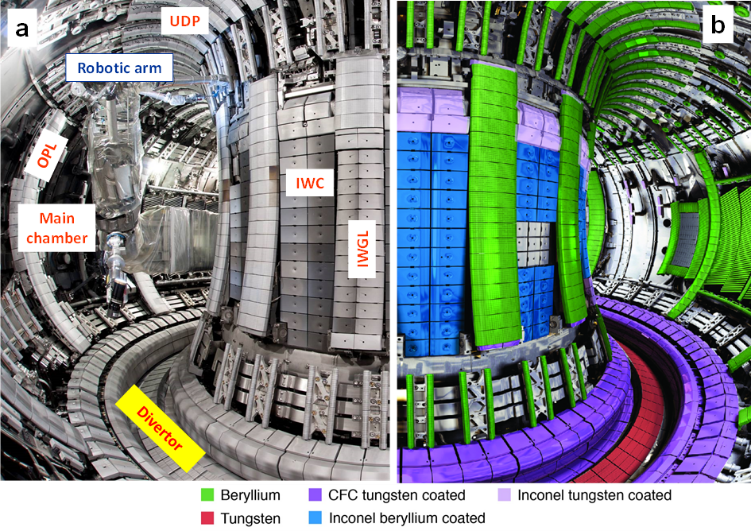 a
UDP
b
Robotic arm
OPL
IWC
Main
chamber
IWGL
Divertor
Beryllium
CFC tungsten coated
Inconel tungsten coated
Tungsten
Inconel beryllium coated